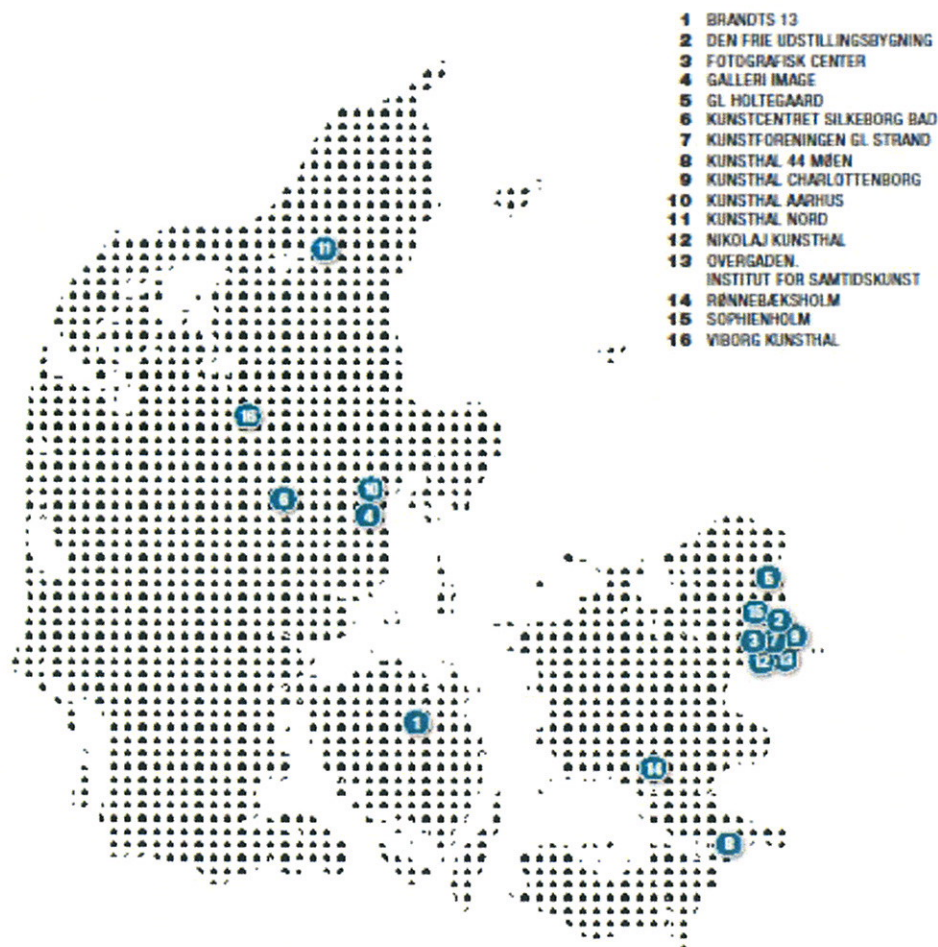 1 BRANDTS 13
2 DEN FRIE UDSTILLINGSBYGNING
3 FOTOGRAFISK CENTER
4 GALLERI IMAGE
5 GL HOLTEGAARD
6 KUNSTCENTRET SILKEBORG BAD
7 KUNSTFORENINGEN GL STRAND
8 KUNSTHAL 44 MØEN
9 KUNSTHAL CHARLOTTENBORG
10 KUNSTHAL AARHUS
11 KUNSTHAL NORD
12 NIKOLAJ KUNSTHAL
13 OVERGADEN.
INSTITUT FOR SAMTIDSKUNST
14 RØNNEBÆKSHOLM
15 SOPHIENHOLM
16 VIBORG KUNSTHAL
11
16
10
6
4
5
15
2
9
3 7
12 13
1
14
8